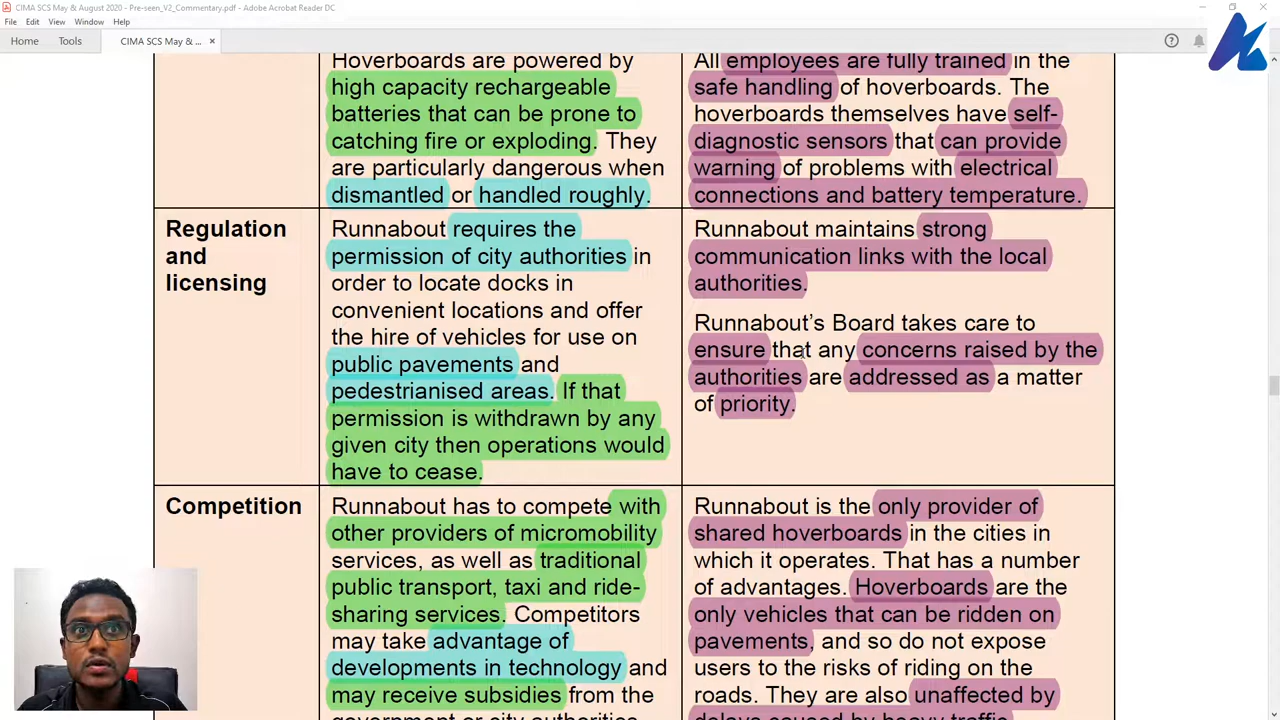 CIMA SCS May & August 2020 - Pre-seen_V2_Commentary.pdf - Adobe Acrobat Reader DC
File Edit View Window Help
Home Tools CIMA SCS May & ... ×
Hoverboards are powered by
high capacity rechargeable
batteries that can be prone to
catching fire or exploding. They
are particularly dangerous when
dismantled or handled roughly.
All employees are fully trained in the
safe handling of hoverboards. The
hoverboards themselves have self-
diagnostic sensors that can provide
warning of problems with electrical
connections and battery temperature.
Regulation
and
licensing
Runnabout requires the
permission of city authorities in
order to locate docks in
convenient locations and offer
the hire of vehicles for use on
public pavements and
pedestrianised areas. If that
permission is withdrawn by any
given city then operations would
have to cease.
Runnabout maintains strong
communication links with the local
authorities.
Runnabout’s Board takes care to
ensure that any concerns raised by the
authorities are addressed as a matter
of priority.
Competition
Runnabout has to compete with
other providers of micromobility
services, as well as traditional
public transport, taxi and ride-
sharing services. Competitors
may take advantage of
developments in technology and
may receive subsidies from the
government or city authorities
Runnabout is the only provider of
shared hoverboards in the cities in
which it operates. That has a number
of advantages. Hoverboards are the
only vehicles that can be ridden on
pavements, and so do not expose
users to the risks of riding on the
roads. They are also unaffected by
delays caused by heavy traffic